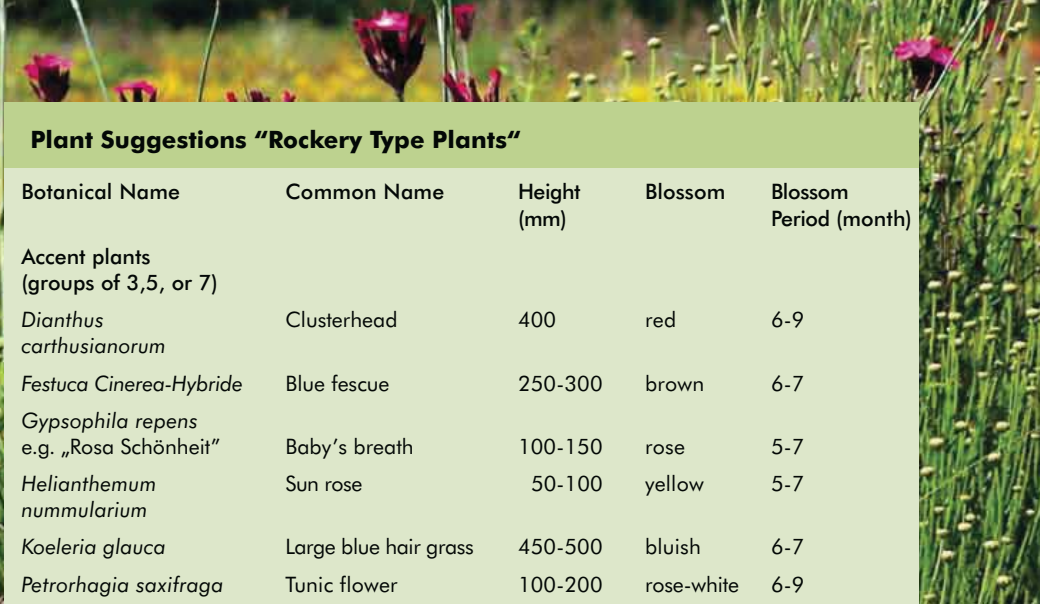 Plant Suggestions “Rockery Type Plants“
Botanical Name Common Name Height Blossom Blossom
(mm) Period (month)
Accent plants
(groups of 3,5, or 7)
Dianthus Clusterhead 400 red 6-9
carthusianorum
Festuca Cinerea-Hybride Blue fescue 250-300 brown 6-7
Gypsophila repens
e.g. „Rosa Schönheit” Baby’s breath 100-150 rose 5-7
Helianthemum Sun rose 50-100 yellow 5-7
nummularium
Koeleria glauca Large blue hair grass 450-500 bluish 6-7
Petrorhagia saxifraga Tunic flower 100-200 rose-white 6-9